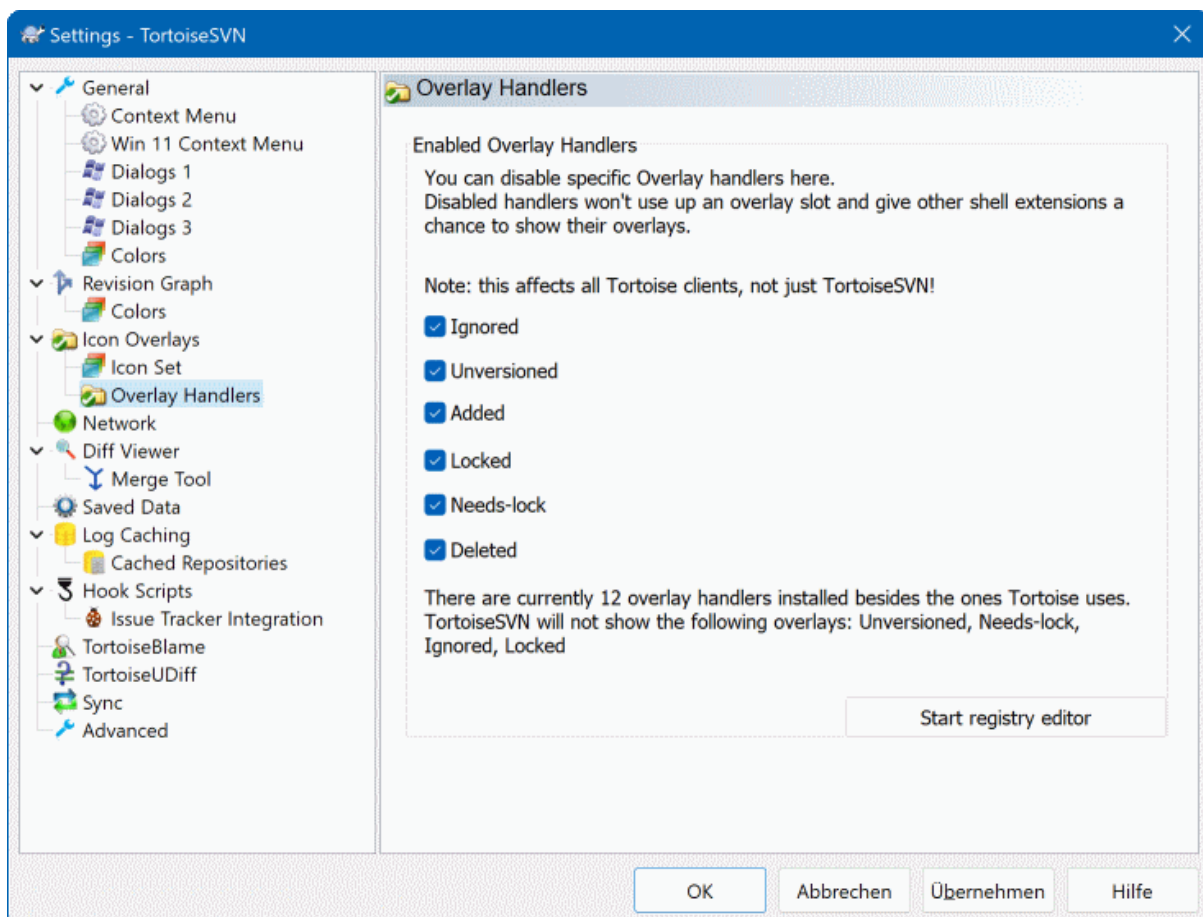 Settings - TortoiseSVN
General
Context Menu
Win 11 Context Menu
Dialogs 1
Dialogs 2
Dialogs 3
Colors
Revision Graph
Colors
Icon Overlays
Icon Set
Overlay Handlers
Network
Diff Viewer
Merge Tool
Saved Data
Log Caching
Cached Repositories
Hook Scripts
Issue Tracker Integration
TortoiseBlame
TortoiseUDiff
Sync
Advanced
Overlay Handlers
Enabled Overlay Handlers
You can disable specific Overlay handlers here.
Disabled handlers won't use up an overlay slot and give other shell extensions a
chance to show their overlays.
Note: this affects all Tortoise clients, not just TortoiseSVN!
Ignored
Unversioned
Added
Locked
Needs-lock
Deleted
There are currently 12 overlay handlers installed besides the ones Tortoise uses.
TortoiseSVN will not show the following overlays: Unversioned, Needs-lock,
Ignored, Locked
Start registry editor
OK
Abbrechen
Übernehmen
Hilfe